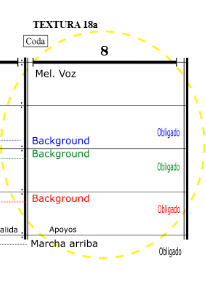 TEXTURA 18a
Coda
8
Mel. Voz
Background
Obligado
Background
Obligado
Background
Obligado
alida
Apoyos
Marcha arriba
Obligado